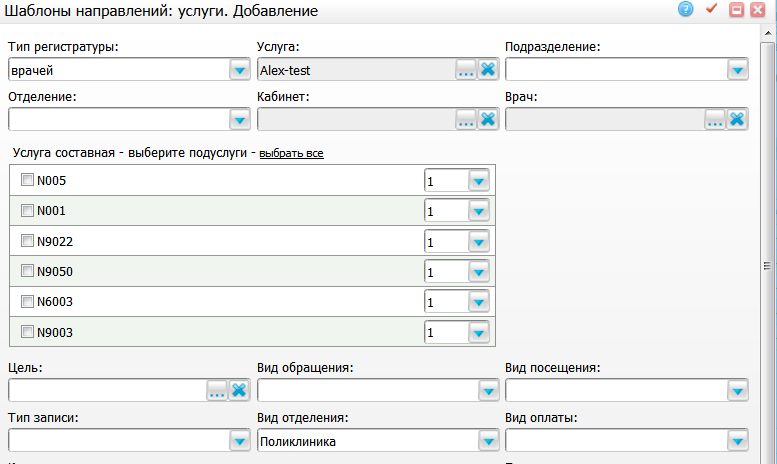 Шаблоны направлений: услуги. Добавление
Тип регистратуры: Услуга: Подразделение:
врачей Alex-test
Отделение: Кабинет: Врач:
Услуга составная - выберите подуслуги - выбрать все
N005 1
N001 1
N9022 1
N9050 1
N6003 1
N9003 1
Цель: Вид обращения: Вид посещения:
Тип записи: Вид отделения: Вид оплаты:
Поликлиника